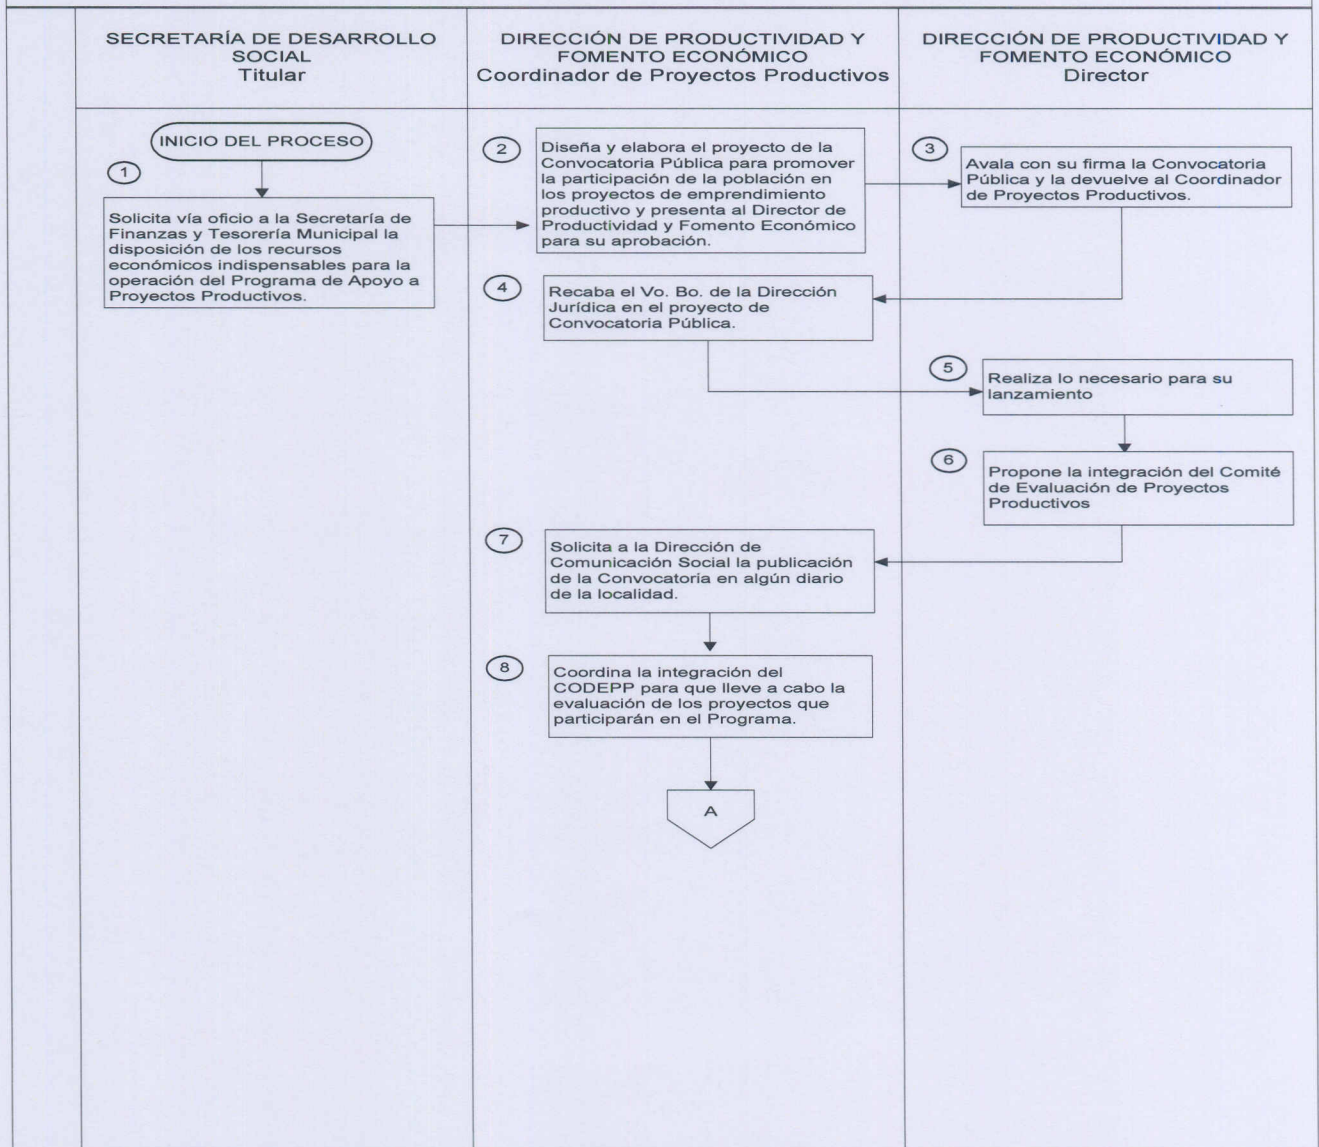 SECRETARÍA DE DESARROLLO
SOCIAL
Titular
DIRECCIÓN DE PRODUCTIVIDAD Y
FOMENTO ECONÓMICO
Coordinador de Proyectos Productivos
DIRECCIÓN DE PRODUCTIVIDAD Y
FOMENTO ECONÓMICO
Director
INICIO DEL PROCESO
1
Solicita vía oficio a la Secretaría de
Finanzas y Tesorería Municipal la
disposición de los recursos
económicos indispensables para la
operación del Programa de Apoyo a
Proyectos Productivos.
2
Diseña y elabora el proyecto de la
Convocatoria Pública para promover
la participación de la población en
los proyectos de emprendimiento
productivo y presenta al Director de
Productividad y Fomento Económico
para su aprobación.
3
Avala con su firma la Convocatoria
Pública y la devuelve al Coordinador
de Proyectos Productivos.
4
Recaba el Vo. Bo. de la Dirección
Jurídica en el proyecto de
Convocatoria Pública.
5
Realiza lo necesario para su
lanzamiento
6
Propone la integración del Comité
de Evaluación de Proyectos
Productivos
7
Solicita a la Dirección de
Comunicación Social la publicación
de la Convocatoria en algún diario
de la localidad.
8
Coordina la integración del
CODEPP para que lleve a cabo la
evaluación de los proyectos que
participarán en el Programa.
A